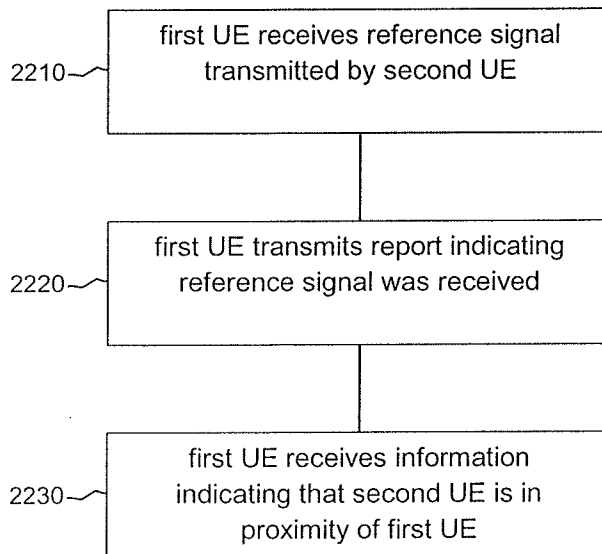 first UE receives reference signal
transmitted by second UE
2210
first UE transmits report indicating
reference signal was received
2220
first UE receives information
indicating that second UE is in
proximity of first UE
2230